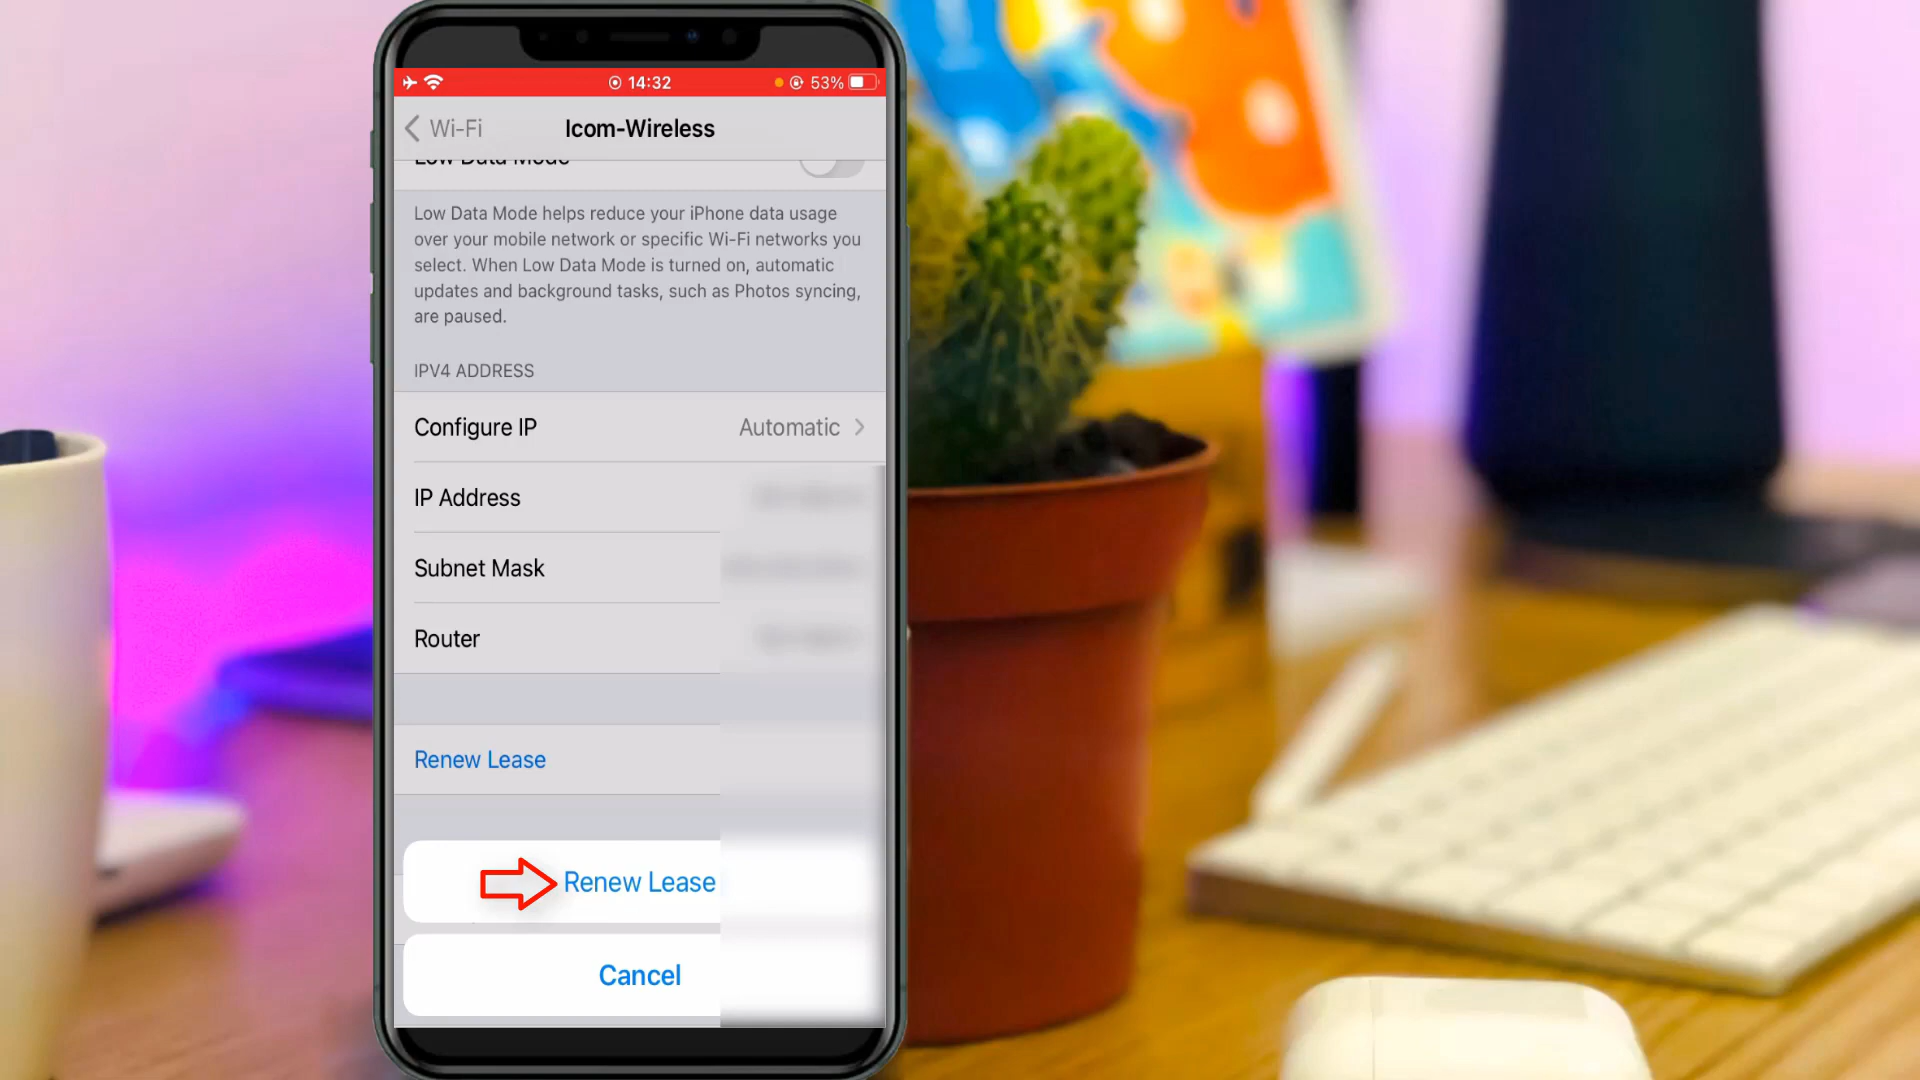 14:32
53%
Wi-Fi
Icom-Wireless
Low Data Mode
Low Data Mode helps reduce your iPhone data usage
over your mobile network or specific Wi-Fi networks you
select. When Low Data Mode is turned on, automatic
updates and background tasks, such as Photos syncing,
are paused.
IPV4 ADDRESS
Configure IP
Automatic
IP Address
Subnet Mask
Router
Renew Lease
Renew Lease
Cancel